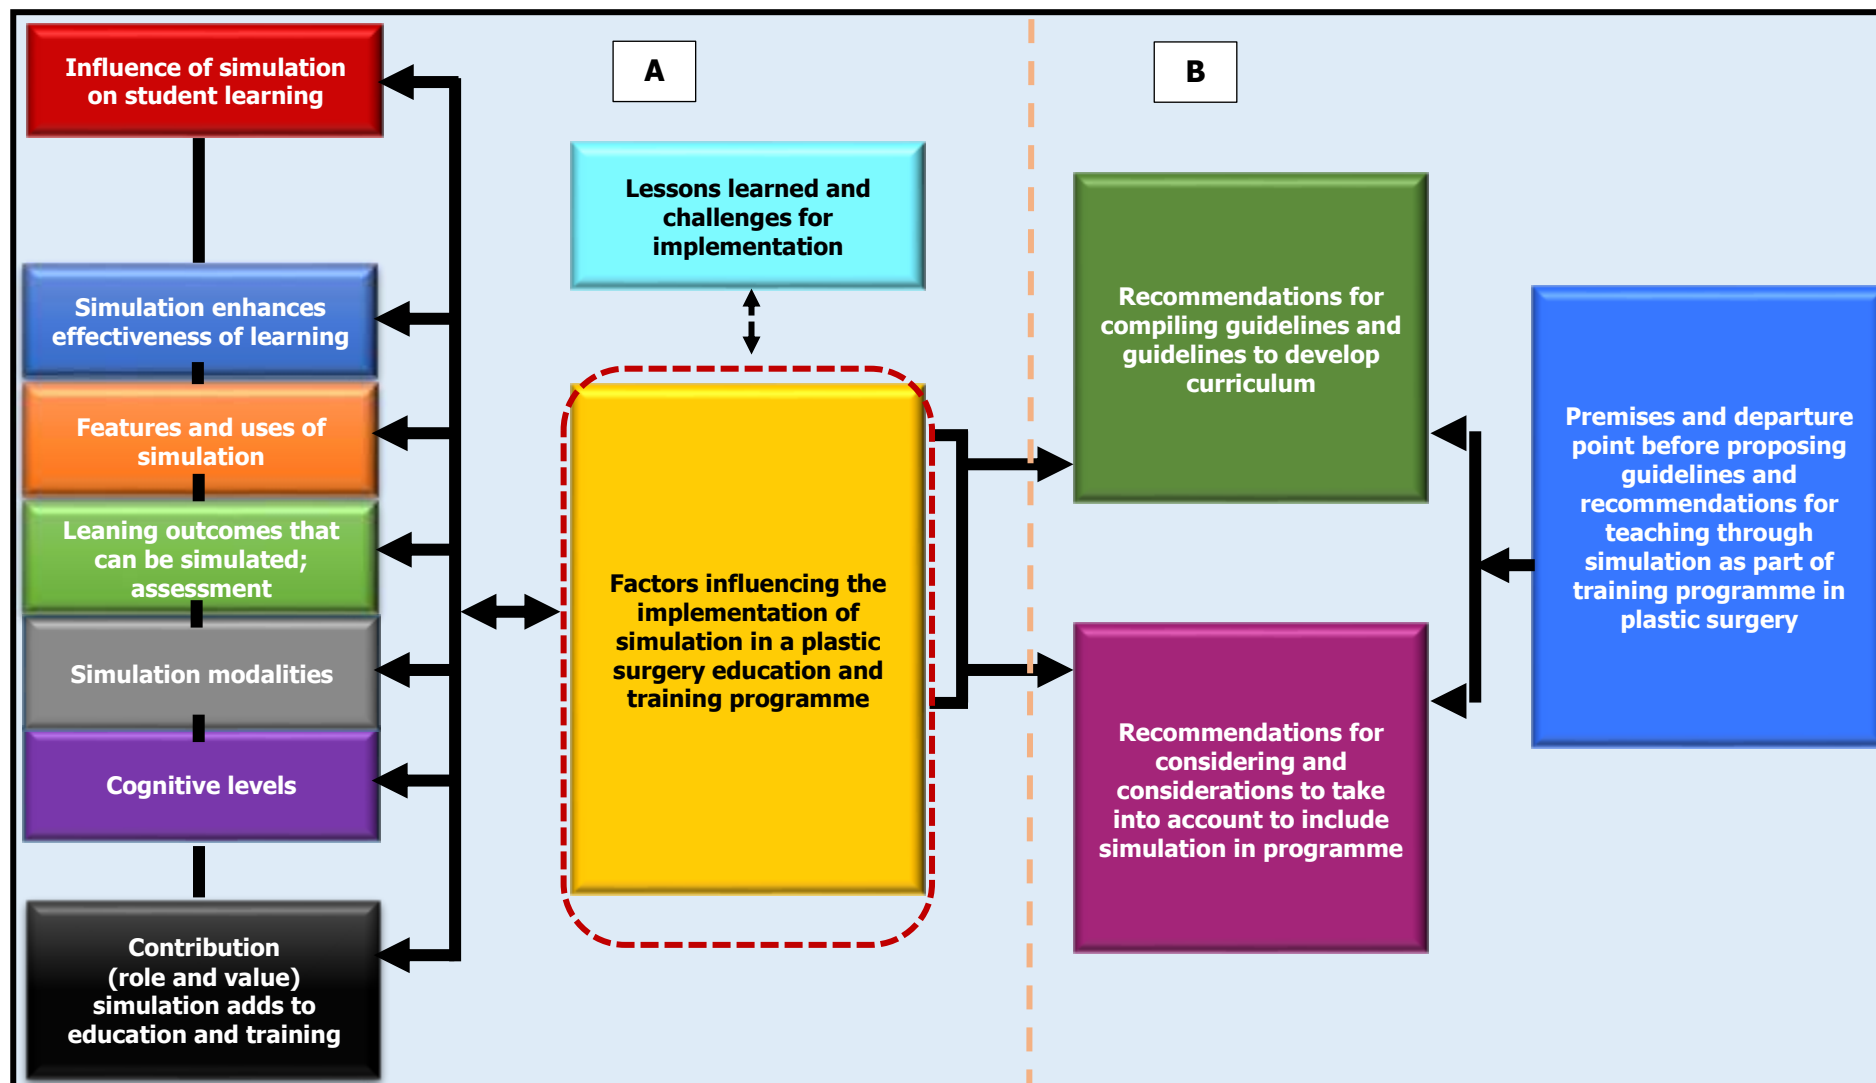 Influence of simulation
on student learning
Simulation enhances
effectiveness of learning
Features and uses of
simulation
Leaning outcomes that
can be simulated;
assessment
Simulation modalities
Cognitive levels
Contribution
(role and value)
simulation adds to
education and training
A
Lessons learned and
challenges for
implementation
Factors influencing the
implementation of
simulation in a plastic
surgery education and
training programme
B
Recommendations for
compiling guidelines and
guidelines to develop
curriculum
Recommendations for
considering and
considerations to take
into account to include
simulation in programme
Premises and departure
point before proposing
guidelines and
recommendations for
teaching through
simulation as part of
training programme in
plastic surgery